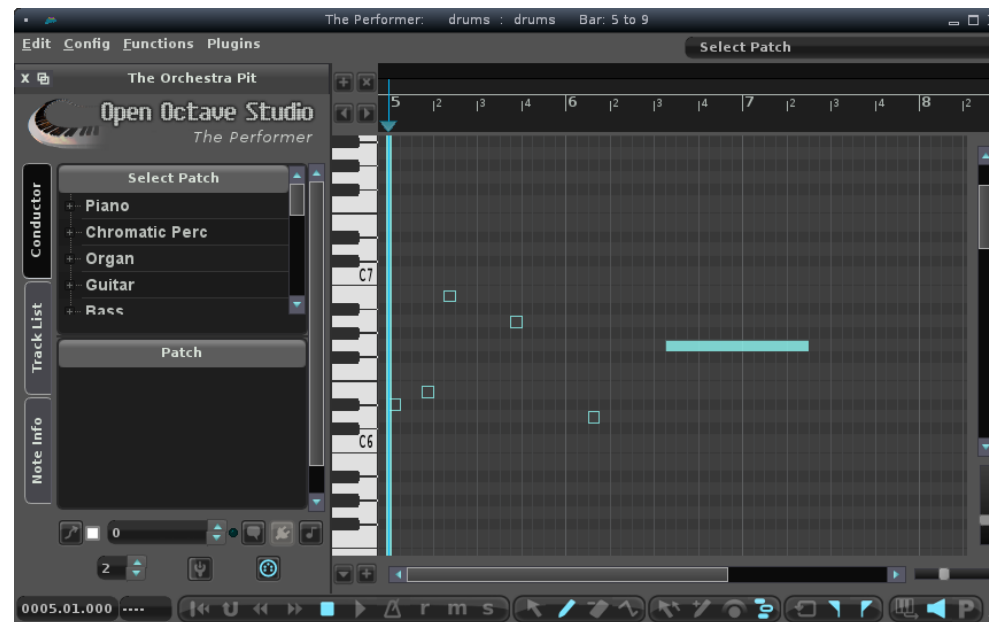 The Performer: drums : drums Bar: 5 to 9
Edit Config Functions Plugins
Select Patch
X The Orchestra Pit
Open Octave Studio
The Performer
5 2 3 4 6 2 3 4 7 2 3 4 8 2
Conductor
Track List
Note Info
Select Patch
Piano
Chromatic Perc
Organ
Guitar
Bass
Patch
C7
C6
0
2
0005.01.000 ----
r m s
P